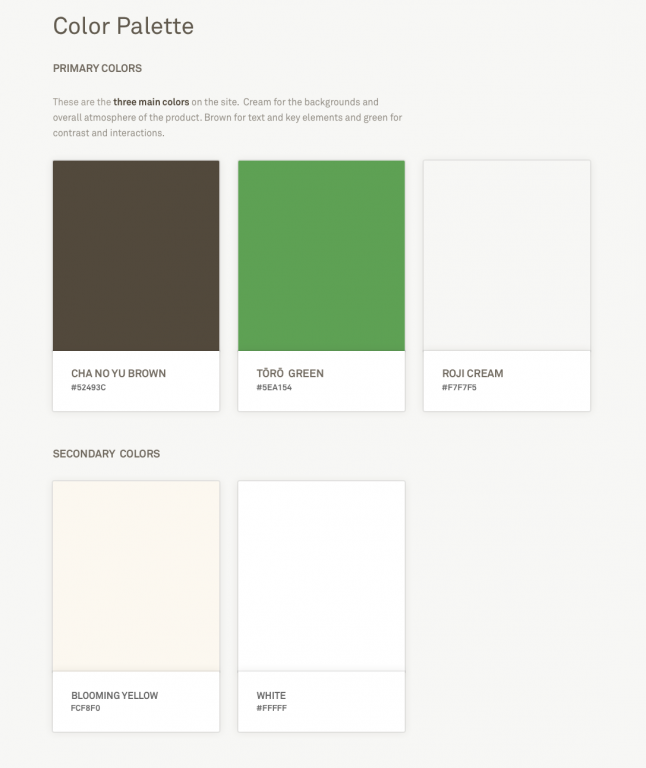 Color Palette
PRIMARY COLORS
These are the three main colors on the site. Cream for the backgrounds and
overall atmosphere of the product. Brown for text and key elements and green for
contrast and interactions.
CHA NO YU BROWN
#52493C
TŌRŌ GREEN
#5EA154
ROJI CREAM
#F7F7F5
SECONDARY COLORS
BLOOMING YELLOW
FCF8F0
WHITE
#FFFFF